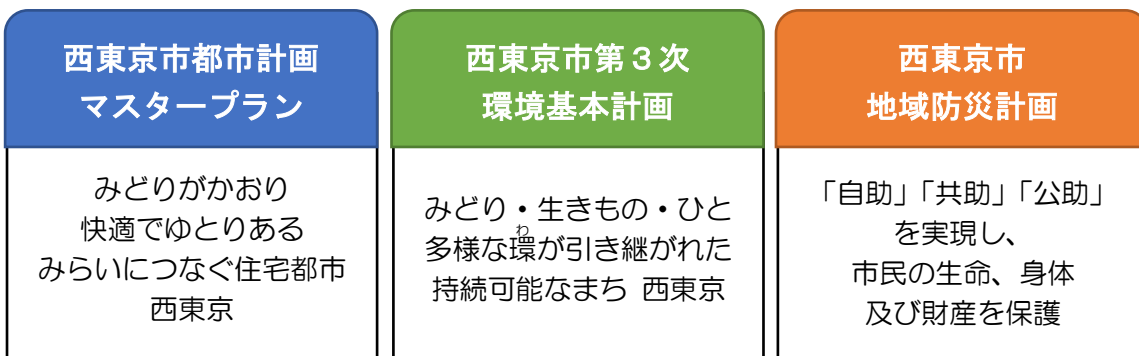 西東京市都市計画
マスタープラン
みどりがかおり
快適でゆとりある
みらいにつなぐ住宅都市
西東京
西東京市第３次
環境基本計画
みどり・生きもの・ひと
わ
多様な環が引き継がれた
持続可能なまち 西東京
西東京市
地域防災計画
「自助」「共助」「公助」
を実現し、
市民の生命、身体
及び財産を保護